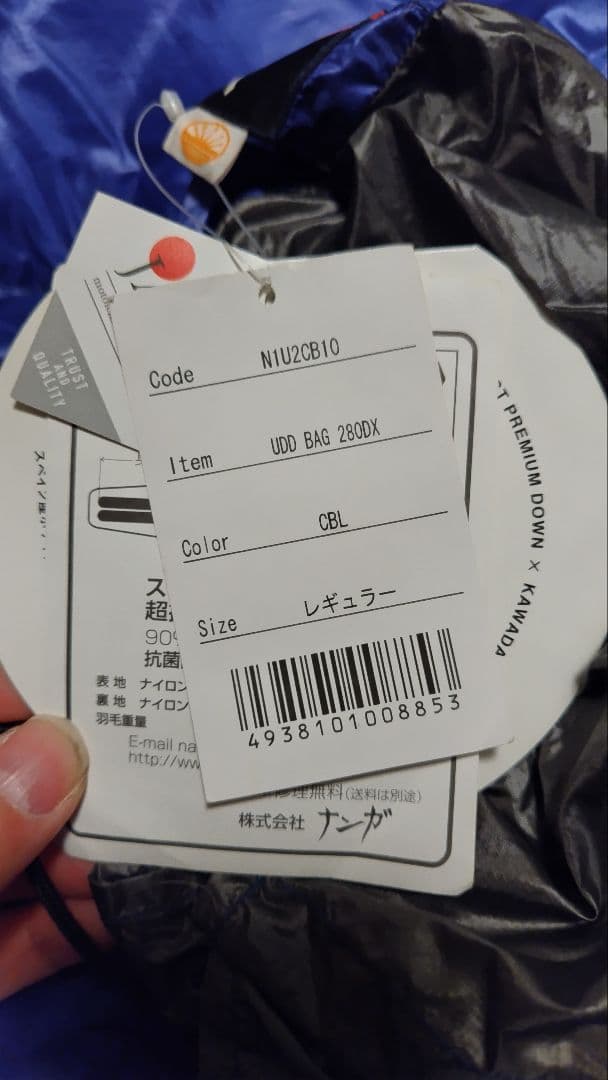 TRUST
AND
QUALITY
Code N1U2CB10
Item UDD BAG 280DX
Color CBL
Size レギュラー
4938101008853
PREMIUM DOWN × KAWADA
スペイン
ス
超
90%
抗菌
表地 ナイロン
裏地 ナイロン
羽毛重量
E-mail na
http://ww
修理無料(送料は別途)
株式会社 ナンガ